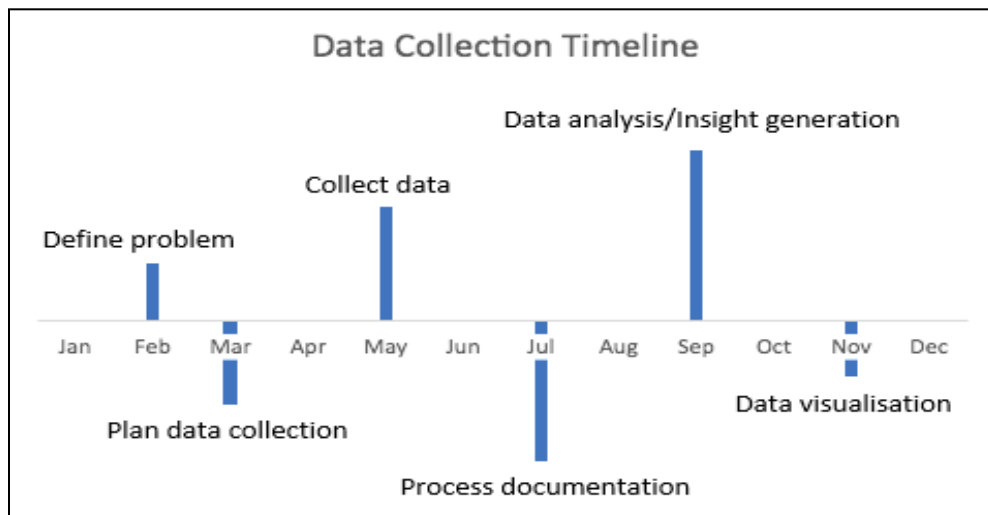 Data Collection Timeline
Data analysis/Insight generation
Collect data
Define problem
Jan Feb Mar Apr May Jun Jul Aug Sep Oct Nov Dec
Data visualisation
Plan data collection
Process documentation